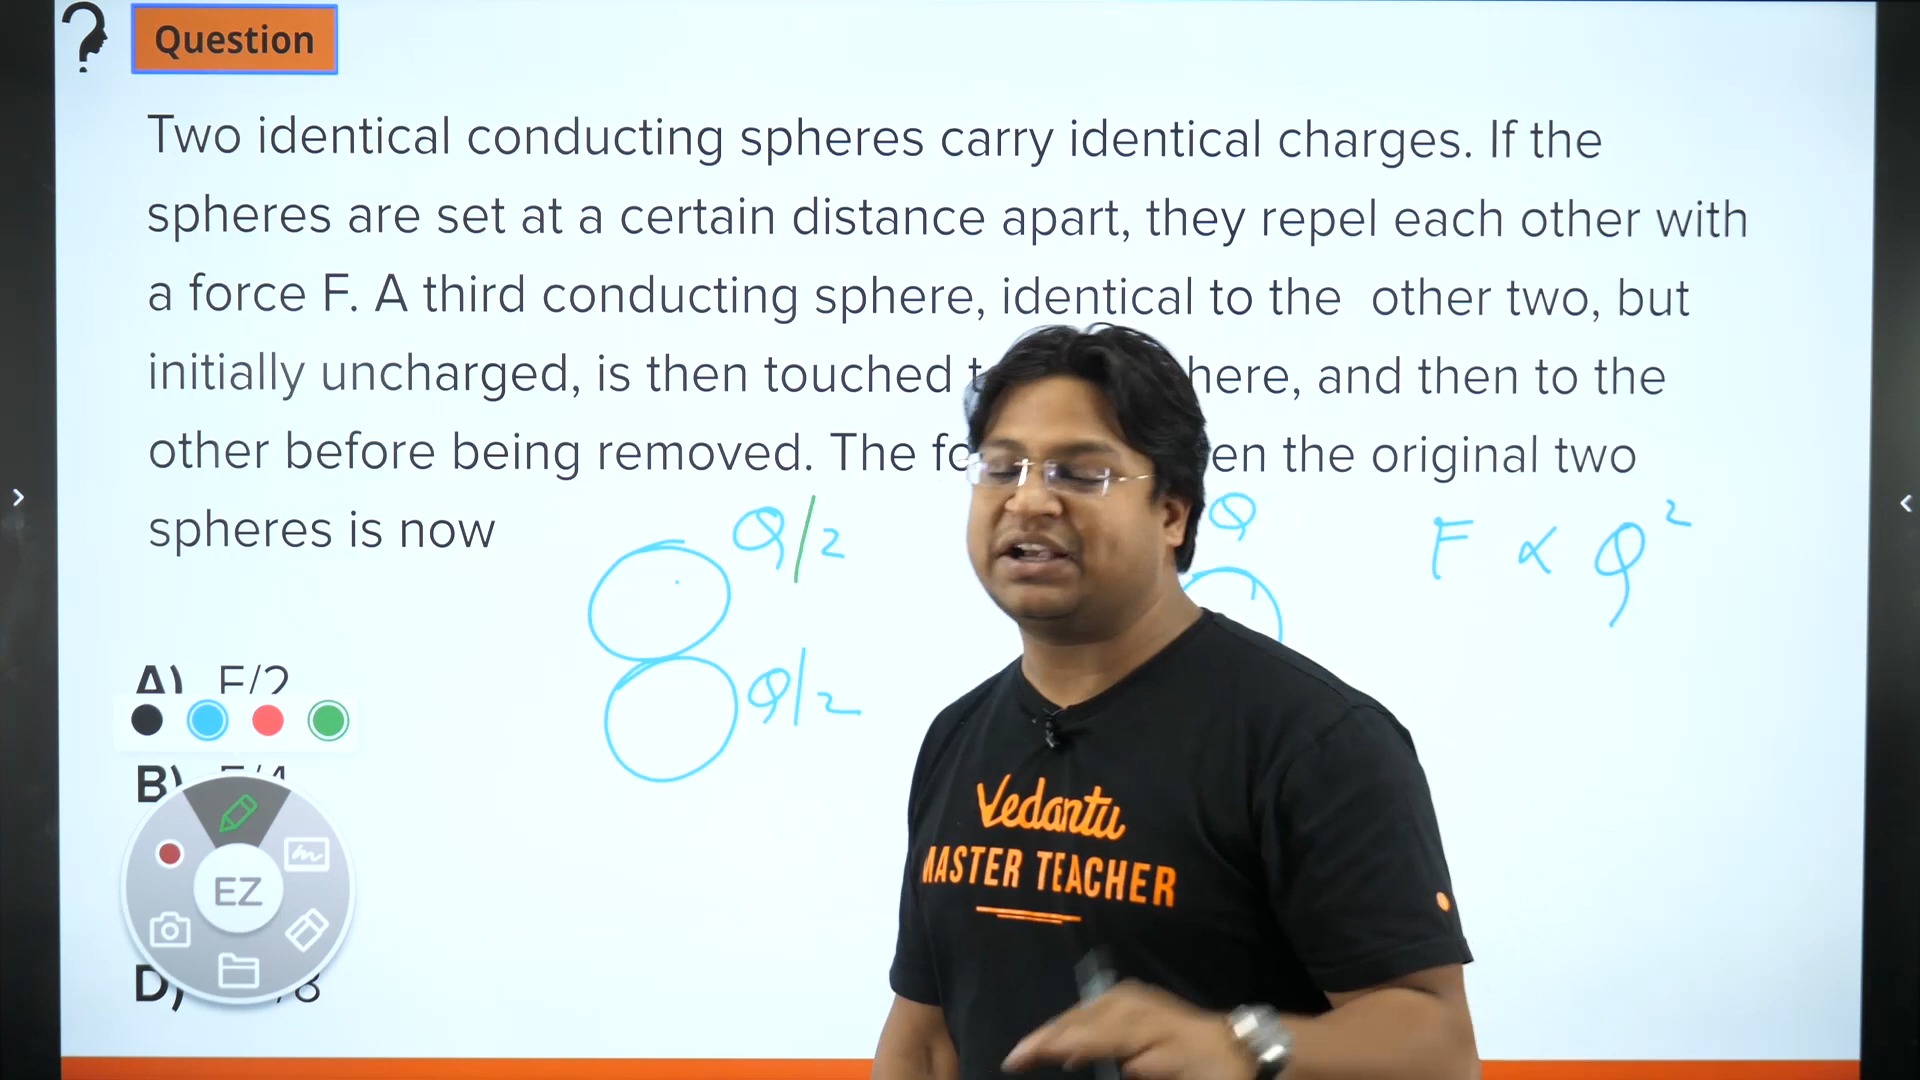 Question
Two identical conducting spheres carry identical charges. If the
spheres are set at a certain distance apart, they repel each other with
a force F. A third conducting sphere, identical to the other two, but
initially uncharged, is then touched here, and then to the
other before being removed. The en the original two
spheres is now
Q/2
Q
F ∝ Q²
A) F/2
Q/2
B)
EZ
D) /8
Vedantu
MASTER TEACHER